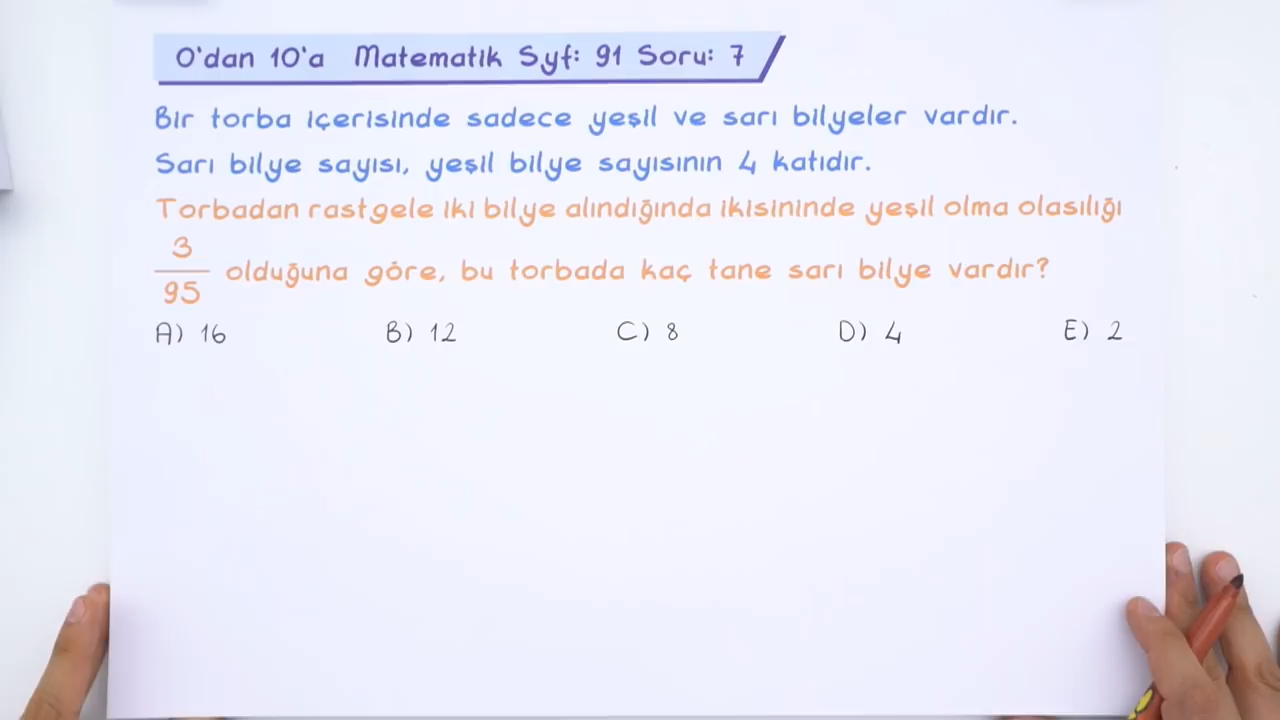 0'dan 10'a Matematik Syf: 91 Soru: 7
Bir torba içerisinde sadece yeşil ve sarı bilyeler vardır.
Sarı bilye sayısı, yeşil bilye sayısının 4 katıdır.
Torbadan rastgele iki bilye alındığında ikisininde yeşil olma olasılığı
3
95
olduğuna göre, bu torbada kaç tane sarı bilye vardır?
A) 16 B) 12 C) 8 D) 4 E) 2